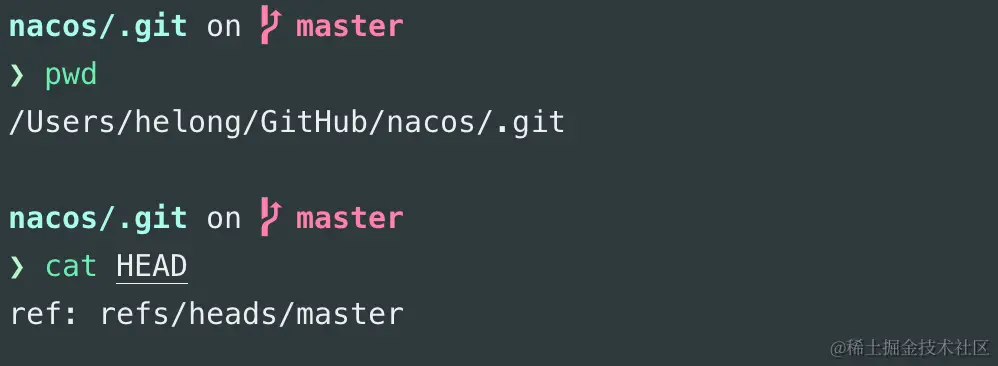 nacos/.git on master
❯ pwd
/Users/helong/GitHub/nacos/.git
nacos/.git on master
❯ cat HEAD
ref: refs/heads/master
@稀土掘金技术社区